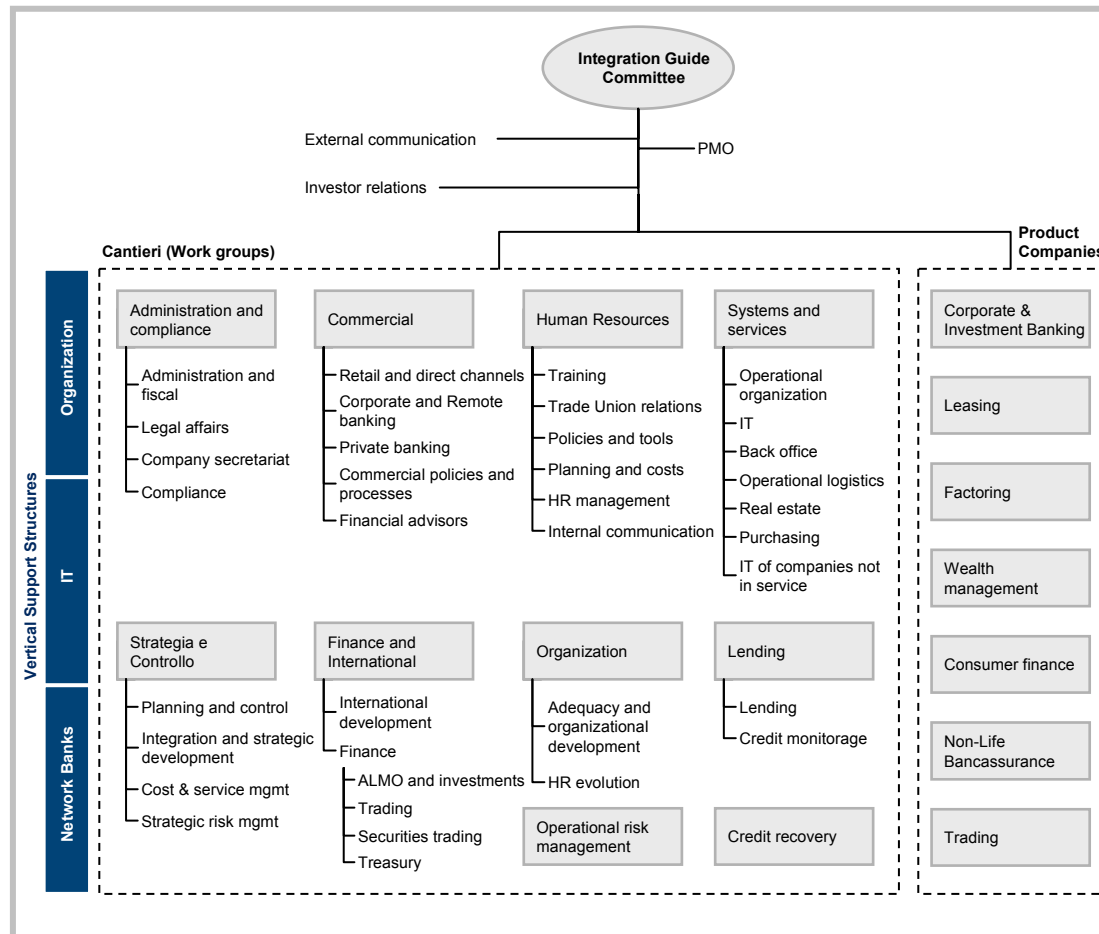 Integration Guide
Committee
External communication
PMO
Investor relations
Cantieri (Work groups)
Product
Companies
Vertical Support Structures
Organization
IT
Network Banks
Administration and
compliance
Administration and
fiscal
Legal affairs
Company secretariat
Compliance
Commercial
Retail and direct channels
Corporate and Remote
banking
Private banking
Commercial policies and
processes
Financial advisors
Human Resources
Training
Trade Union relations
Policies and tools
Planning and costs
HR management
Internal communication
Systems and
services
Operational
organization
IT
Back office
Operational logistics
Real estate
Purchasing
IT of companies not
in service
Strategia e
Controllo
Planning and control
Integration and strategic
development
Cost & service mgmt
Strategic risk mgmt
Finance and
International
International
development
Finance
ALMO and investments
Trading
Securities trading
Treasury
Organization
Adequacy and
organizational
development
HR evolution
Operational risk
management
Lending
Lending
Credit monitorage
Credit recovery
Corporate &
Investment Banking
Leasing
Factoring
Wealth
management
Consumer finance
Non-Life
Bancassurance
Trading